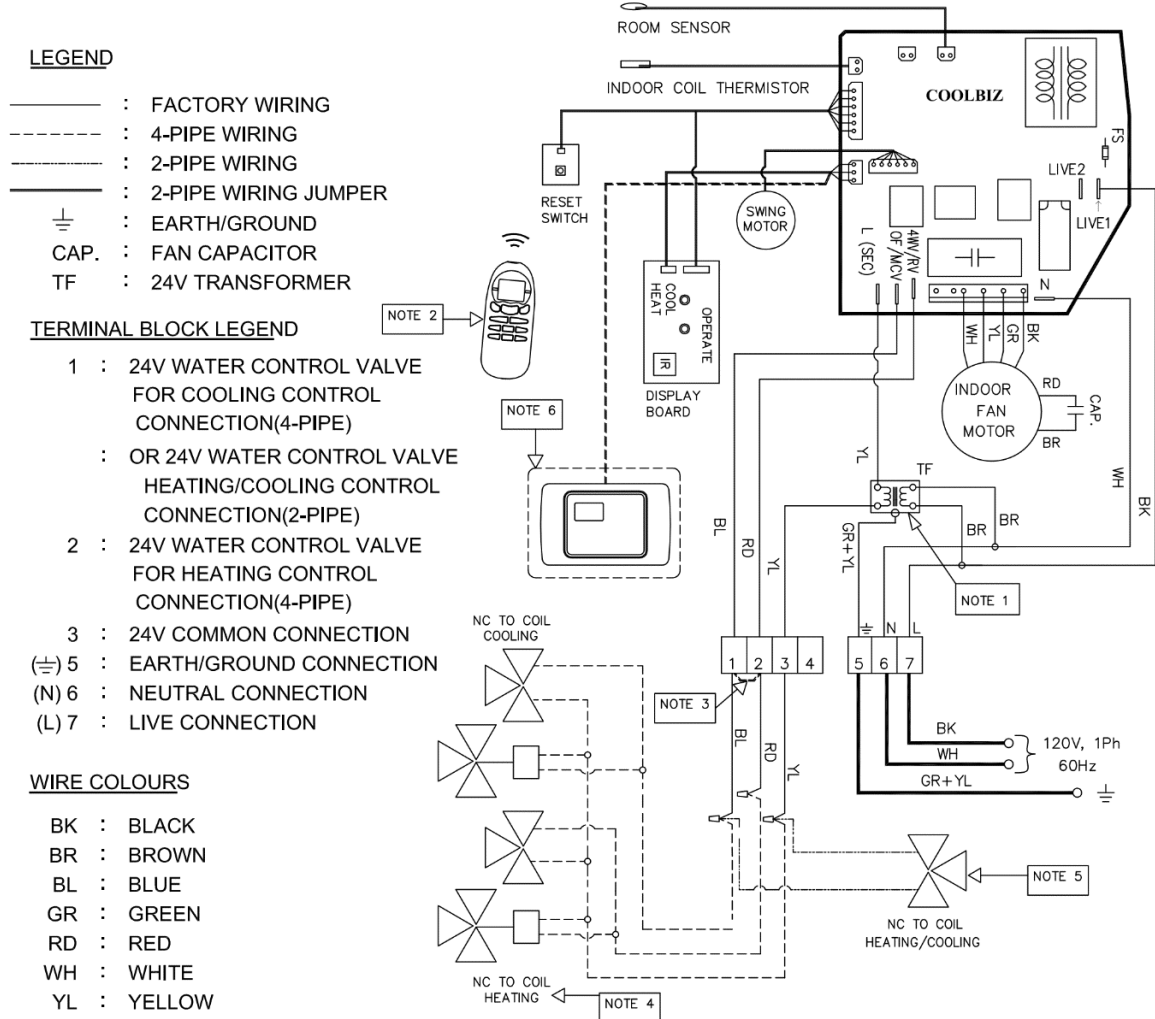 LEGEND
: FACTORY WIRING
: 4-PIPE WIRING
: 2-PIPE WIRING
: 2-PIPE WIRING JUMPER
: EARTH/GROUND
CAP. : FAN CAPACITOR
TF : 24V TRANSFORMER
TERMINAL BLOCK LEGEND
1 : 24V WATER CONTROL VALVE
FOR COOLING CONTROL
CONNECTION(4-PIPE)
: OR 24V WATER CONTROL VALVE
HEATING/COOLING CONTROL
CONNECTION(2-PIPE)
2 : 24V WATER CONTROL VALVE
FOR HEATING CONTROL
CONNECTION(4-PIPE)
3 : 24V COMMON CONNECTION
(⏚) 5 : EARTH/GROUND CONNECTION
(N) 6 : NEUTRAL CONNECTION
(L) 7 : LIVE CONNECTION
WIRE COLOURS
BK : BLACK
BR : BROWN
BL : BLUE
GR : GREEN
RD : RED
WH : WHITE
YL : YELLOW
ROOM SENSOR
INDOOR COIL THERMISTOR
COOLBIZ
FS
LIVE2
LIVE1
RESET
SWITCH
SWING
MOTOR
L (SEC)
OF/MCV
4WV/RV
N
NOTE 2
COOL
HEAT
OPERATE
IR
DISPLAY
BOARD
WH
YL
GR
BK
INDOOR
FAN
MOTOR
RD
BR
CAP.
NOTE 6
YL
TF
WH
BK
BL
RD
YL
GR+YL
BR
BR
NOTE 1
N
L
1 2 3 4
5 6 7
NOTE 3
NC TO COIL
COOLING
BL
RD
YL
BK
WH
GR+YL
120V, 1Ph
60Hz
NOTE 5
NC TO COIL
HEATING/COOLING
NC TO COIL
HEATING
NOTE 4